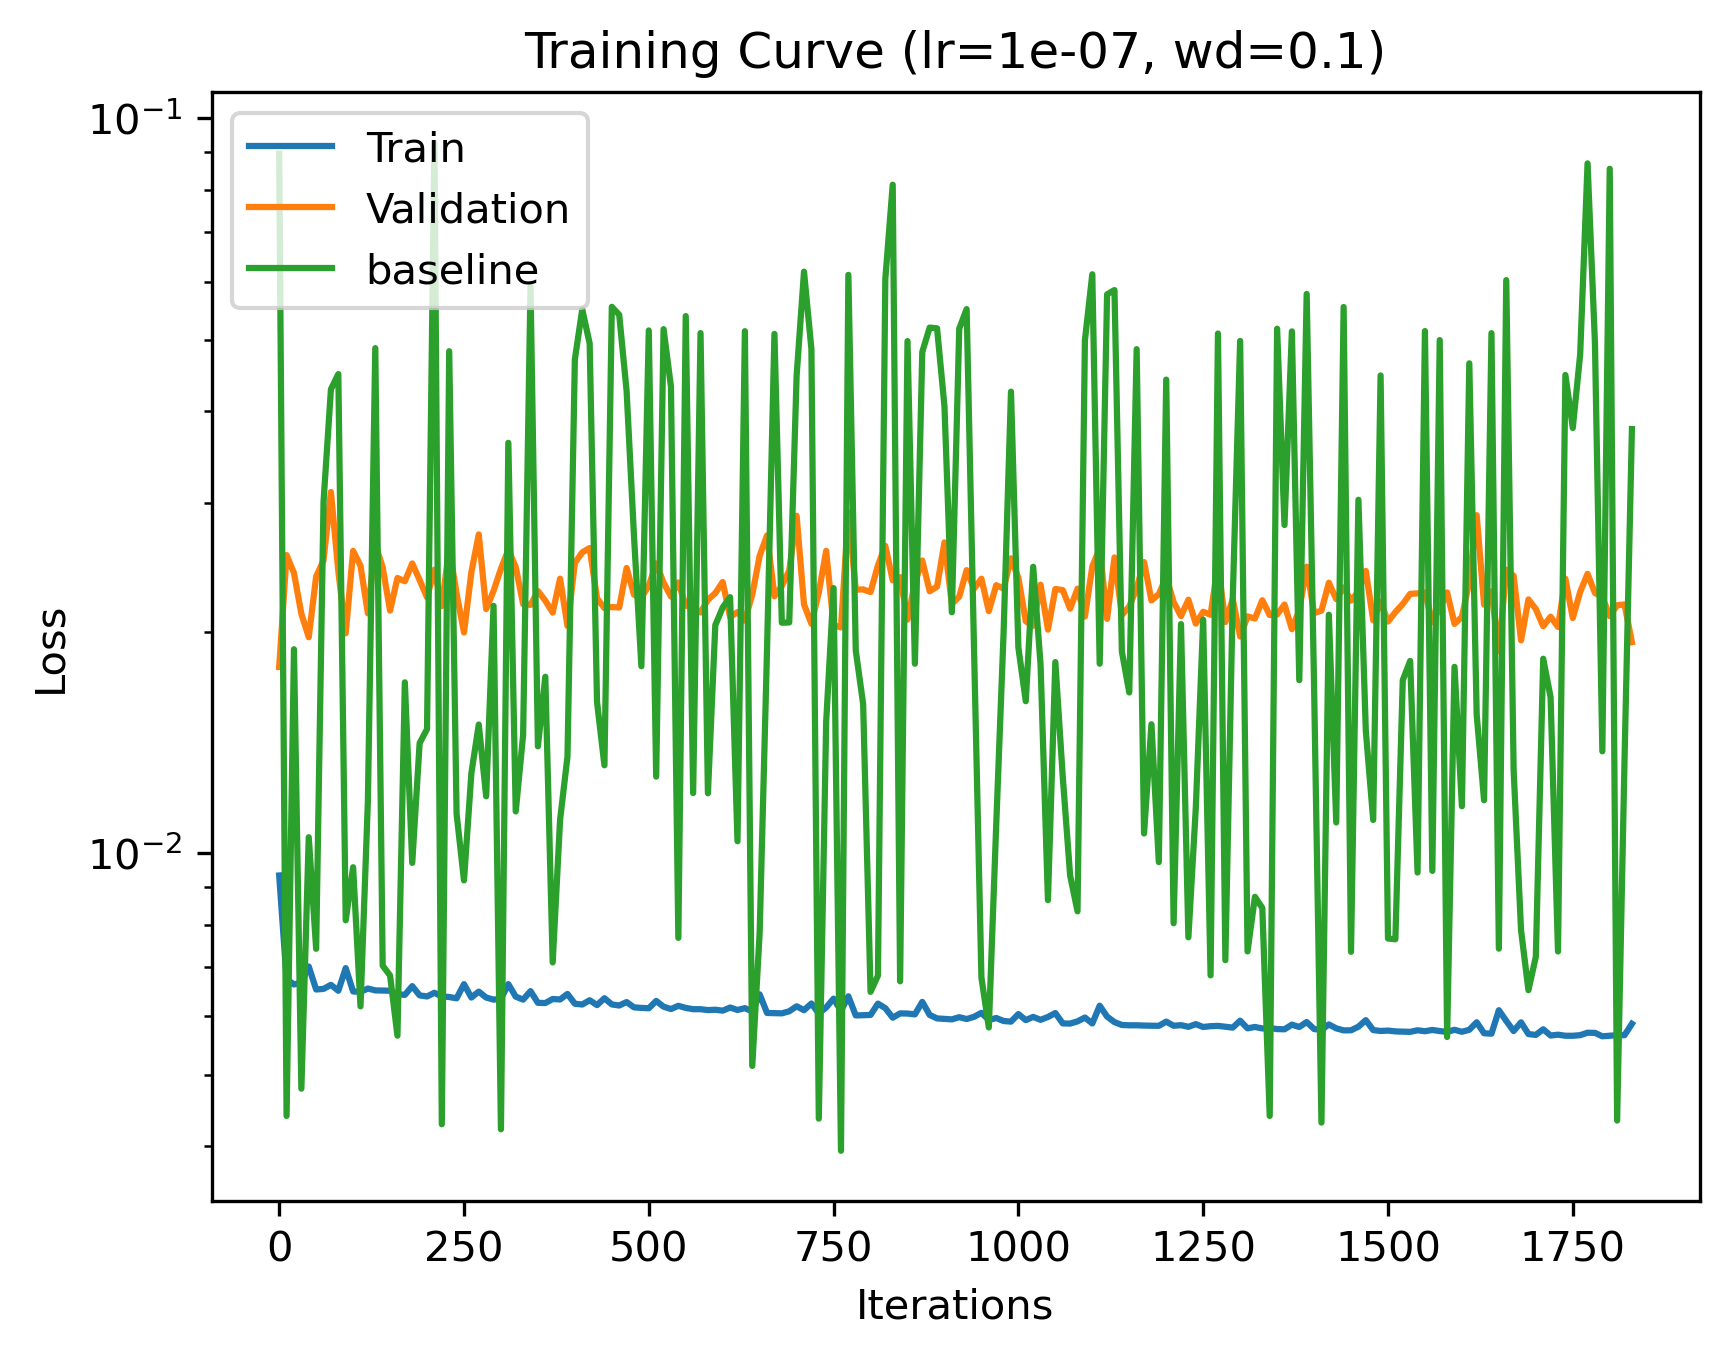 Training Curve (lr=1e-07, wd=0.1)
10⁻¹
Train
Validation
baseline
Loss
10⁻²
0 250 500 750 1000 1250 1500 1750
Iterations